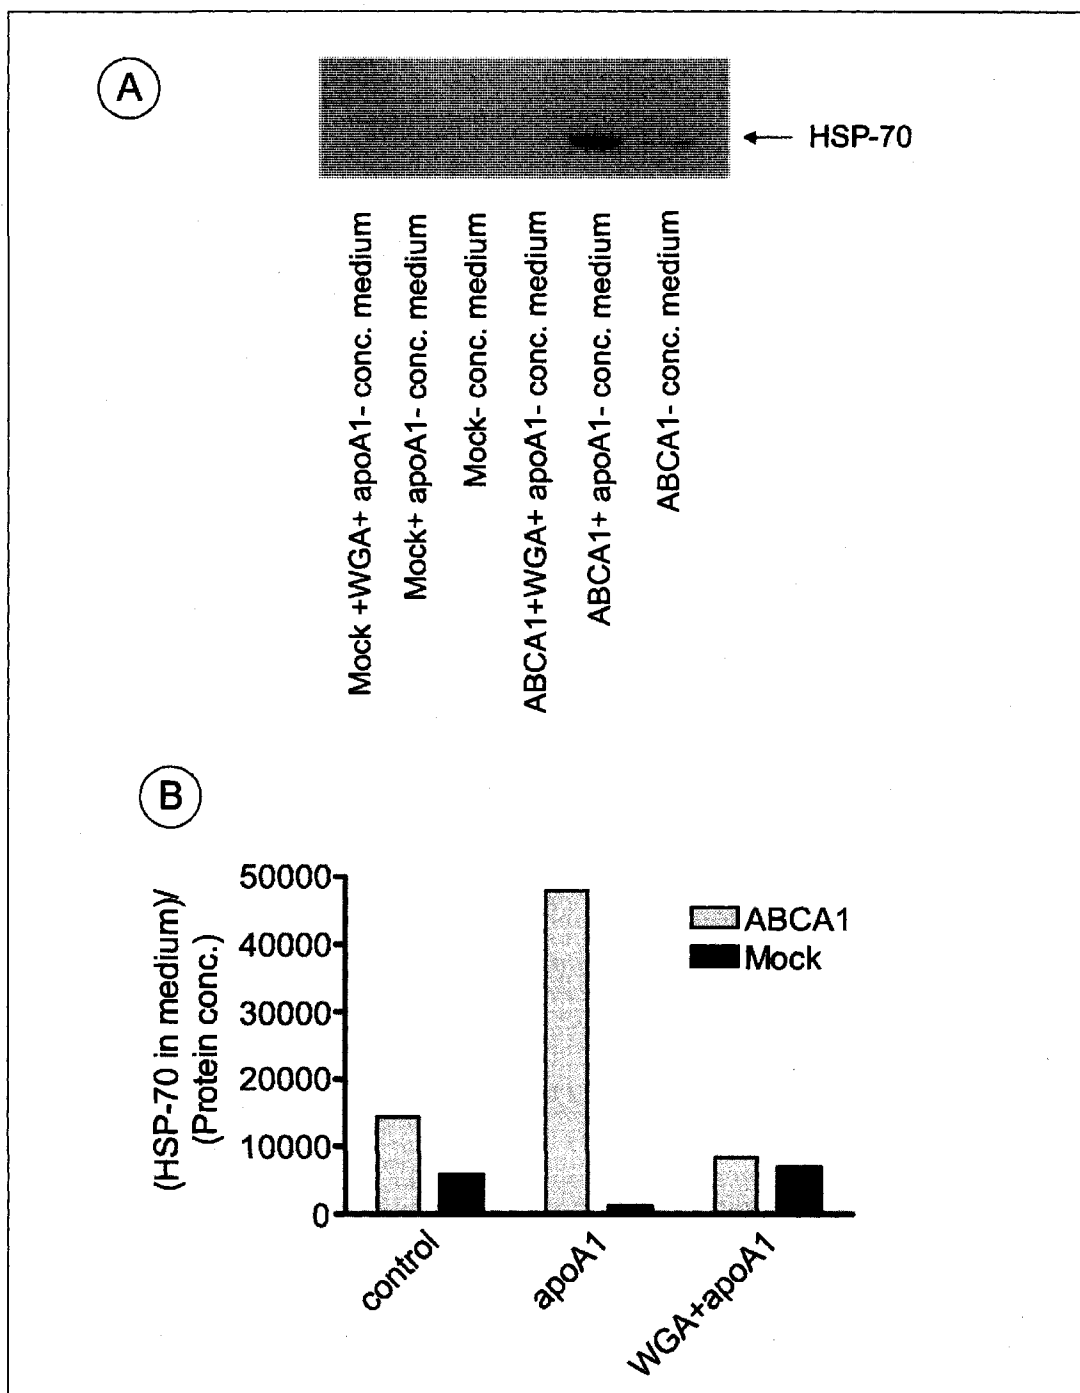 A
HSP-70
Mock +WGA+ apoA1- conc. medium
Mock+ apoA1- conc. medium
Mock- conc. medium
ABCA1+WGA+ apoA1- conc. medium
ABCA1+ apoA1- conc. medium
ABCA1- conc. medium
B
(HSP-70 in medium)/
(Protein conc.)
50000
40000
30000
20000
10000
0
ABCA1
Mock
control
apoA1
WGA+apoA1